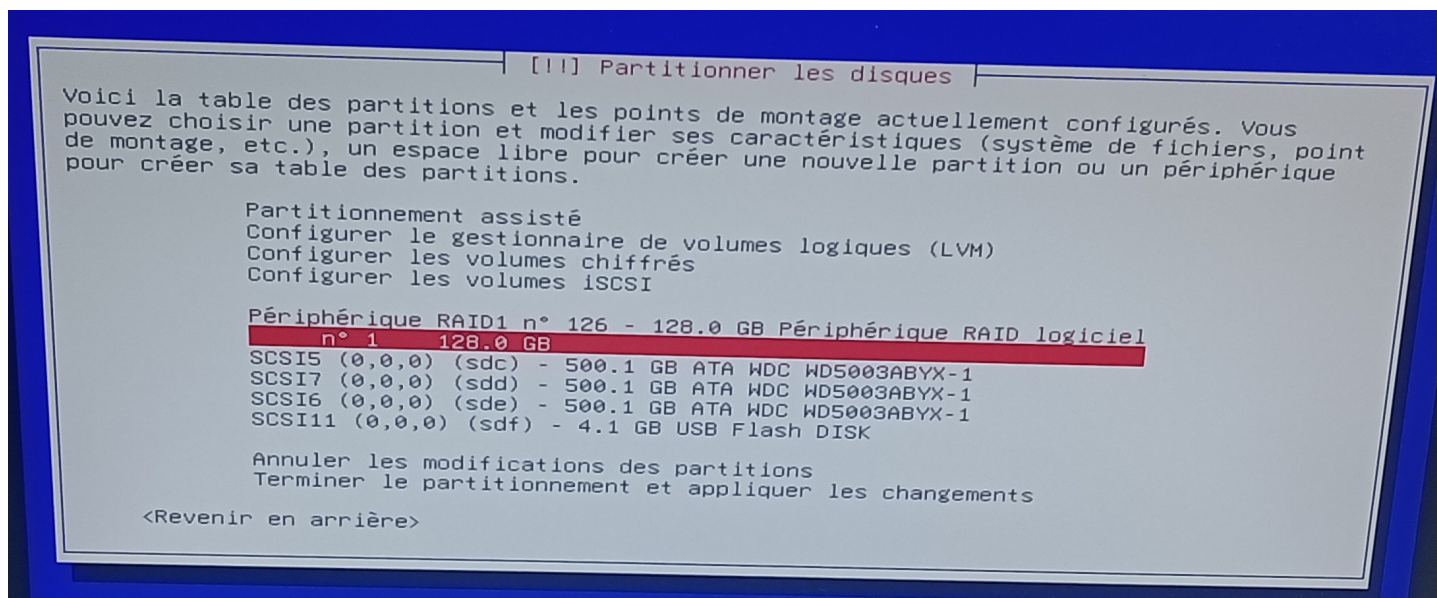 [!!] Partitionner les disques
Voici la table des partitions et les points de montage actuellement configurés. Vous
pouvez choisir une partition et modifier ses caractéristiques (système de fichiers, point
de montage, etc.), un espace libre pour créer une nouvelle partition ou un périphérique
pour créer sa table des partitions.
Partitionnement assisté
Configurer le gestionnaire de volumes logiques (LVM)
Configurer les volumes chiffrés
Configurer les volumes iSCSI
Périphérique RAID1 n° 126 - 128.0 GB Périphérique RAID logiciel
n° 1 128.0 GB
SCSI5 (0,0,0) (sdc) - 500.1 GB ATA WDC WD5003ABYX-1
SCSI7 (0,0,0) (sdd) - 500.1 GB ATA WDC WD5003ABYX-1
SCSI6 (0,0,0) (sde) - 500.1 GB ATA WDC WD5003ABYX-1
SCSI11 (0,0,0) (sdf) - 4.1 GB USB Flash DISK
Annuler les modifications des partitions
Terminer le partitionnement et appliquer les changements
<Revenir en arrière>